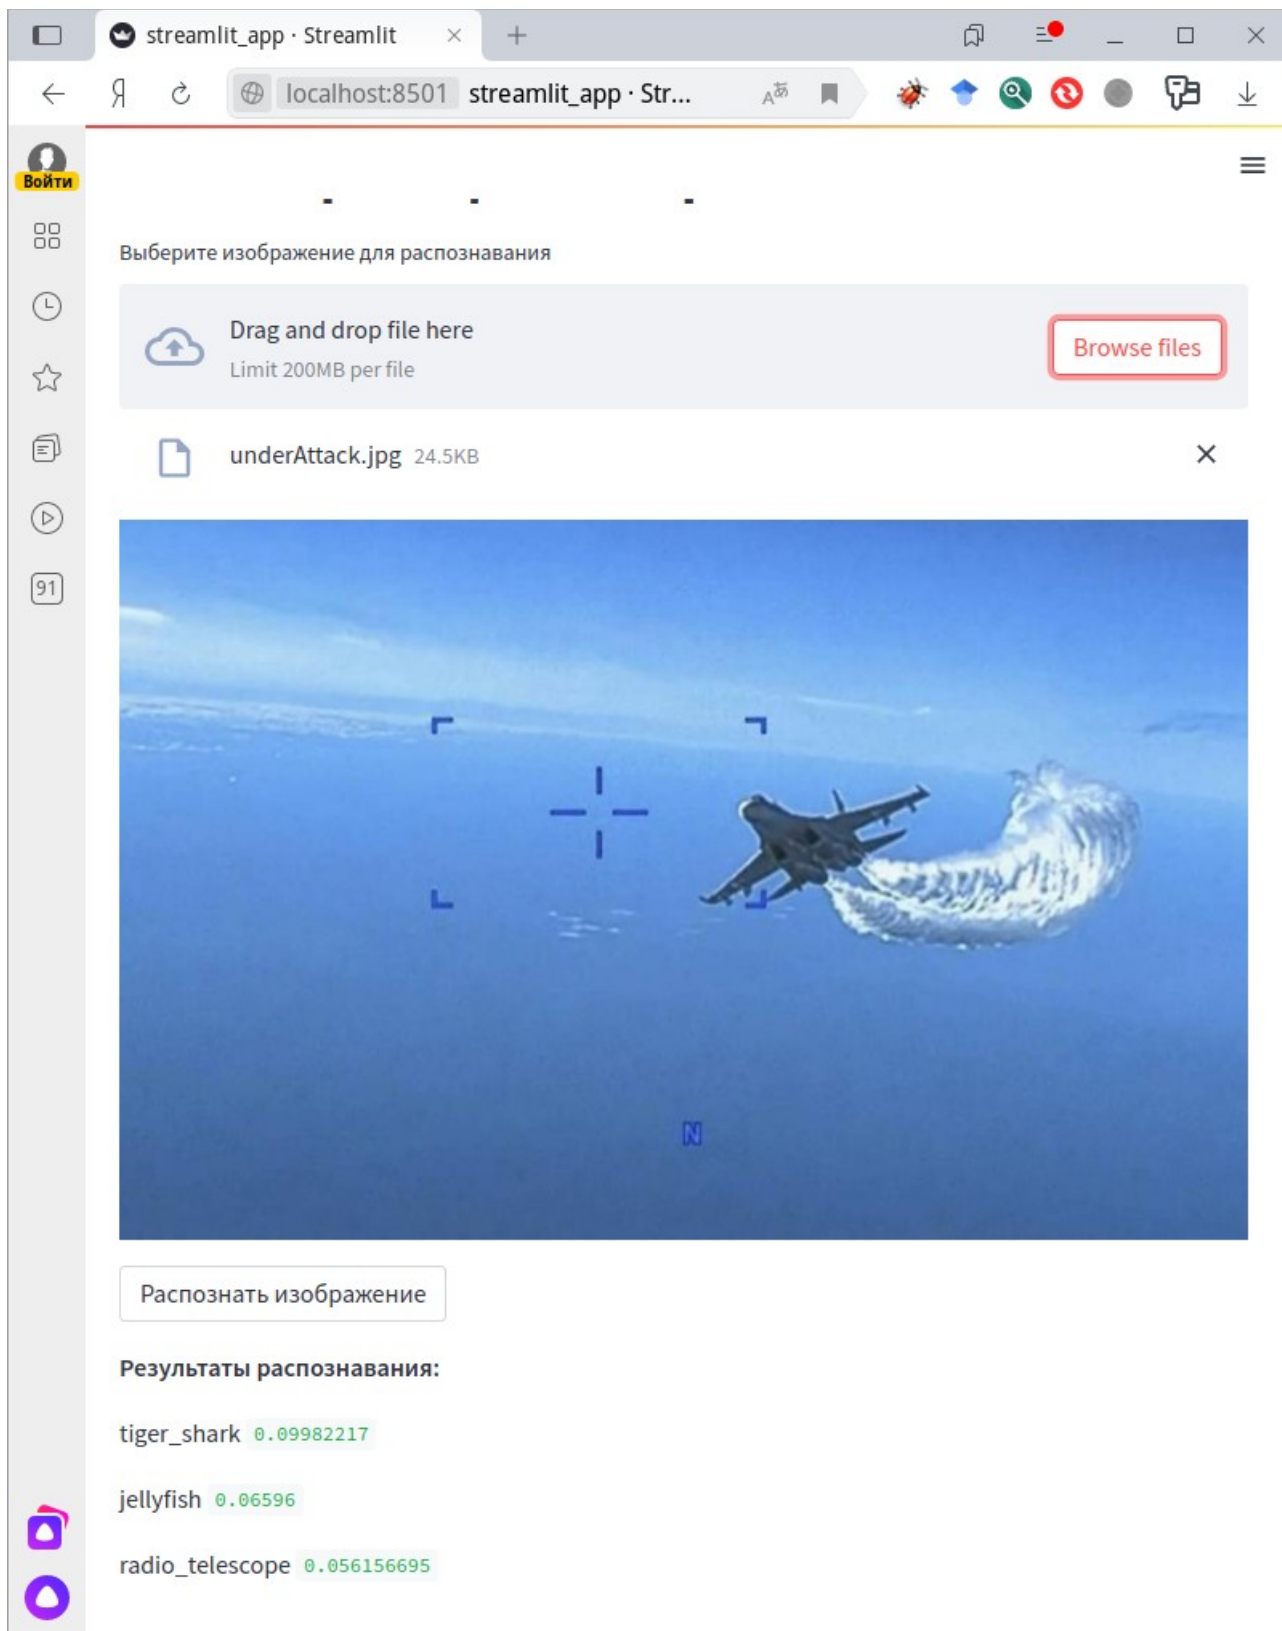 streamlit_app · Streamlit
Я localhost:8501 streamlit_app · Str...
Войти
Выберите изображение для распознавания
Drag and drop file here
Limit 200MB per file
Browse files
underAttack.jpg 24.5KB
91
N
Распознать изображение
Результаты распознавания:
tiger_shark 0.09982217
jellyfish 0.06596
radio_telescope 0.056156695